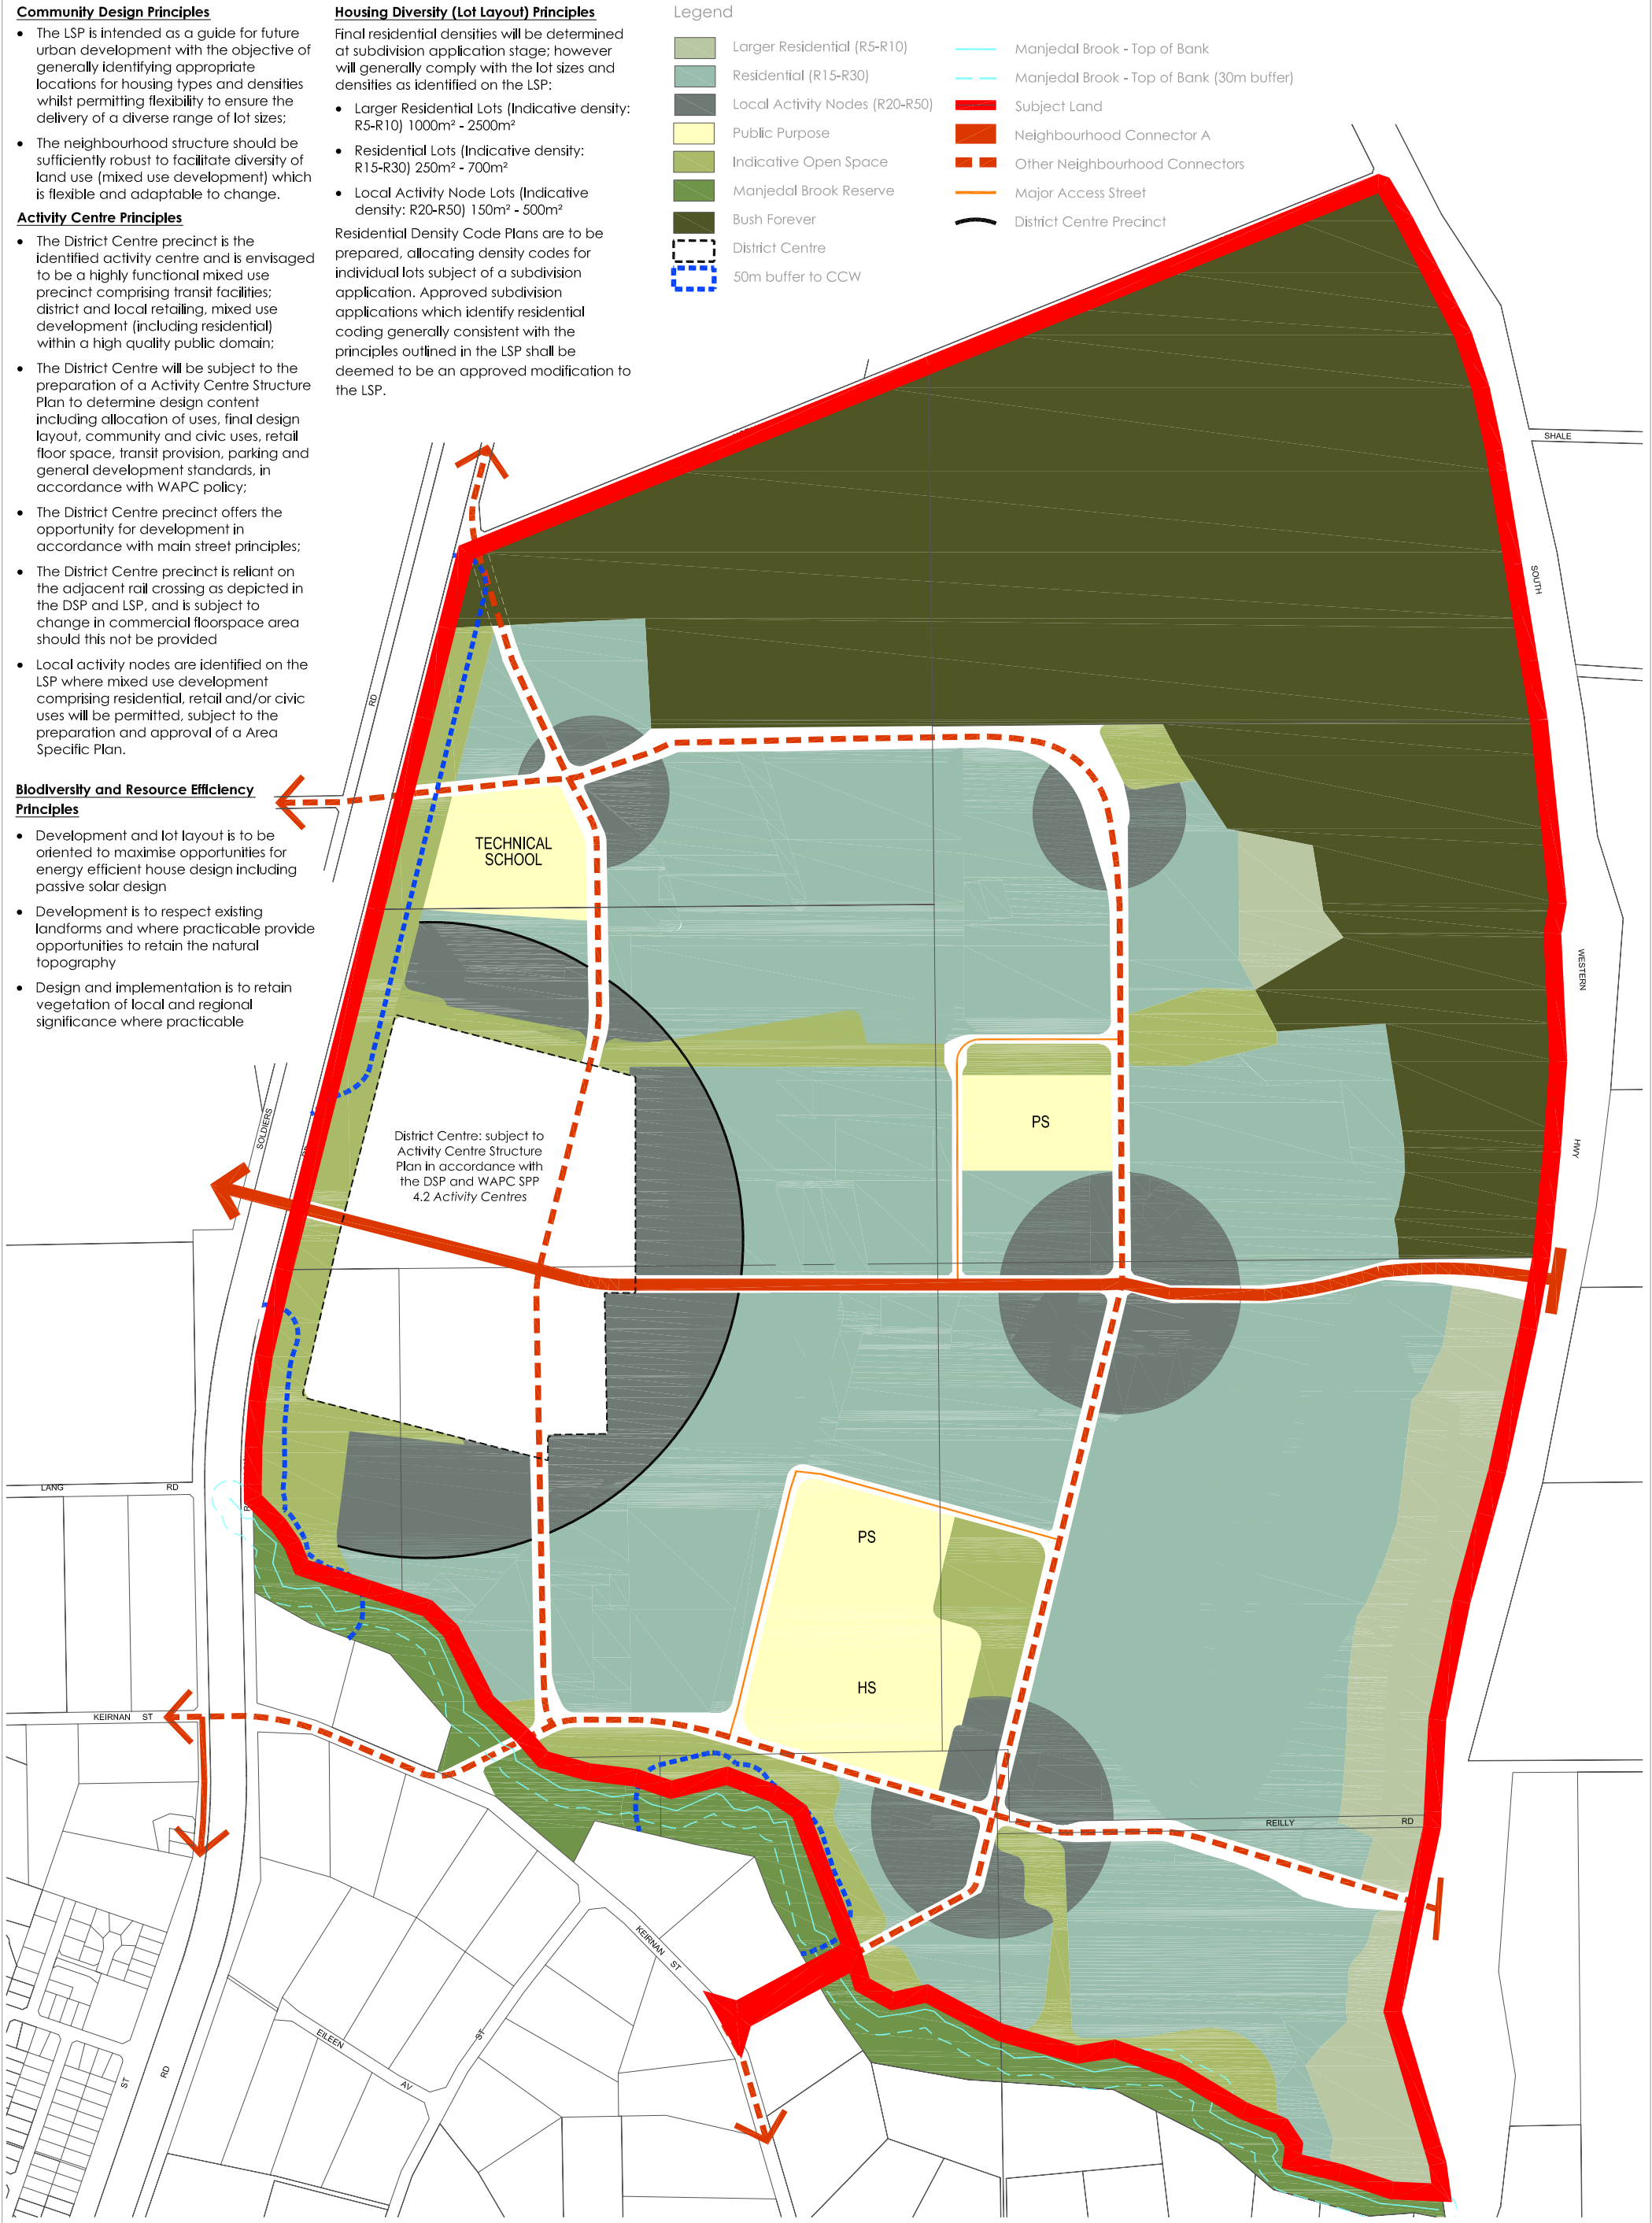 Community Design Principles
• The LSP is intended as a guide for future
urban development with the objective of
generally identifying appropriate
locations for housing types and densities
whilst permitting flexibility to ensure the
delivery of a diverse range of lot sizes;
• The neighbourhood structure should be
sufficiently robust to facilitate diversity of
land use (mixed use development) which
is flexible and adaptable to change.
Activity Centre Principles
• The District Centre precinct is the
identified activity centre and is envisaged
to be a highly functional mixed use
precinct comprising transit facilities;
district and local retailing, mixed use
development (including residential)
within a high quality public domain;
• The District Centre will be subject to the
preparation of a Activity Centre Structure
Plan to determine design content
including allocation of uses, final design
layout, community and civic uses, retail
floor space, transit provision, parking and
general development standards, in
accordance with WAPC policy;
• The District Centre precinct offers the
opportunity for development in
accordance with main street principles;
• The District Centre precinct is reliant on
the adjacent rail crossing as depicted in
the DSP and LSP, and is subject to
change in commercial floorspace area
should this not be provided
• Local activity nodes are identified on the
LSP where mixed use development
comprising residential, retail and/or civic
uses will be permitted, subject to the
preparation and approval of a Area
Specific Plan.
Biodiversity and Resource Efficiency
Principles
• Development and lot layout is to be
oriented to maximise opportunities for
energy efficient house design including
passive solar design
• Development is to respect existing
landforms and where practicable provide
opportunities to retain the natural
topography
• Design and implementation is to retain
vegetation of local and regional
significance where practicable
Housing Diversity (Lot Layout) Principles
Final residential densities will be determined
at subdivision application stage; however
will generally comply with the lot sizes and
densities as identified on the LSP:
• Larger Residential Lots (Indicative density:
R5-R10) 1000m² - 2500m²
• Residential Lots (Indicative density:
R15-R30) 250m² - 700m²
• Local Activity Node Lots (Indicative
density: R20-R50) 150m² - 500m²
Residential Density Code Plans are to be
prepared, allocating density codes for
individual lots subject of a subdivision
application. Approved subdivision
applications which identify residential
coding generally consistent with the
principles outlined in the LSP shall be
deemed to be an approved modification to
the LSP.
Legend
Larger Residential (R5-R10)
Residential (R15-R30)
Local Activity Nodes (R20-R50)
Public Purpose
Indicative Open Space
Manjedal Brook Reserve
Bush Forever
District Centre
50m buffer to CCW
Manjedal Brook - Top of Bank
Manjedal Brook - Top of Bank (30m buffer)
Subject Land
Neighbourhood Connector A
Other Neighbourhood Connectors
Major Access Street
District Centre Precinct
SHALE
SOUTH
RD
TECHNICAL
SCHOOL
WESTERN
SOLDIERS
PS
HWY
District Centre: subject to
Activity Centre Structure
Plan in accordance with
the DSP and WAPC SPP
4.2 Activity Centres
LANG RD
PS
HS
KEIRNAN ST
REILLY RD
KEIRNAN ST
EILEEN AV
ST
ST
RD